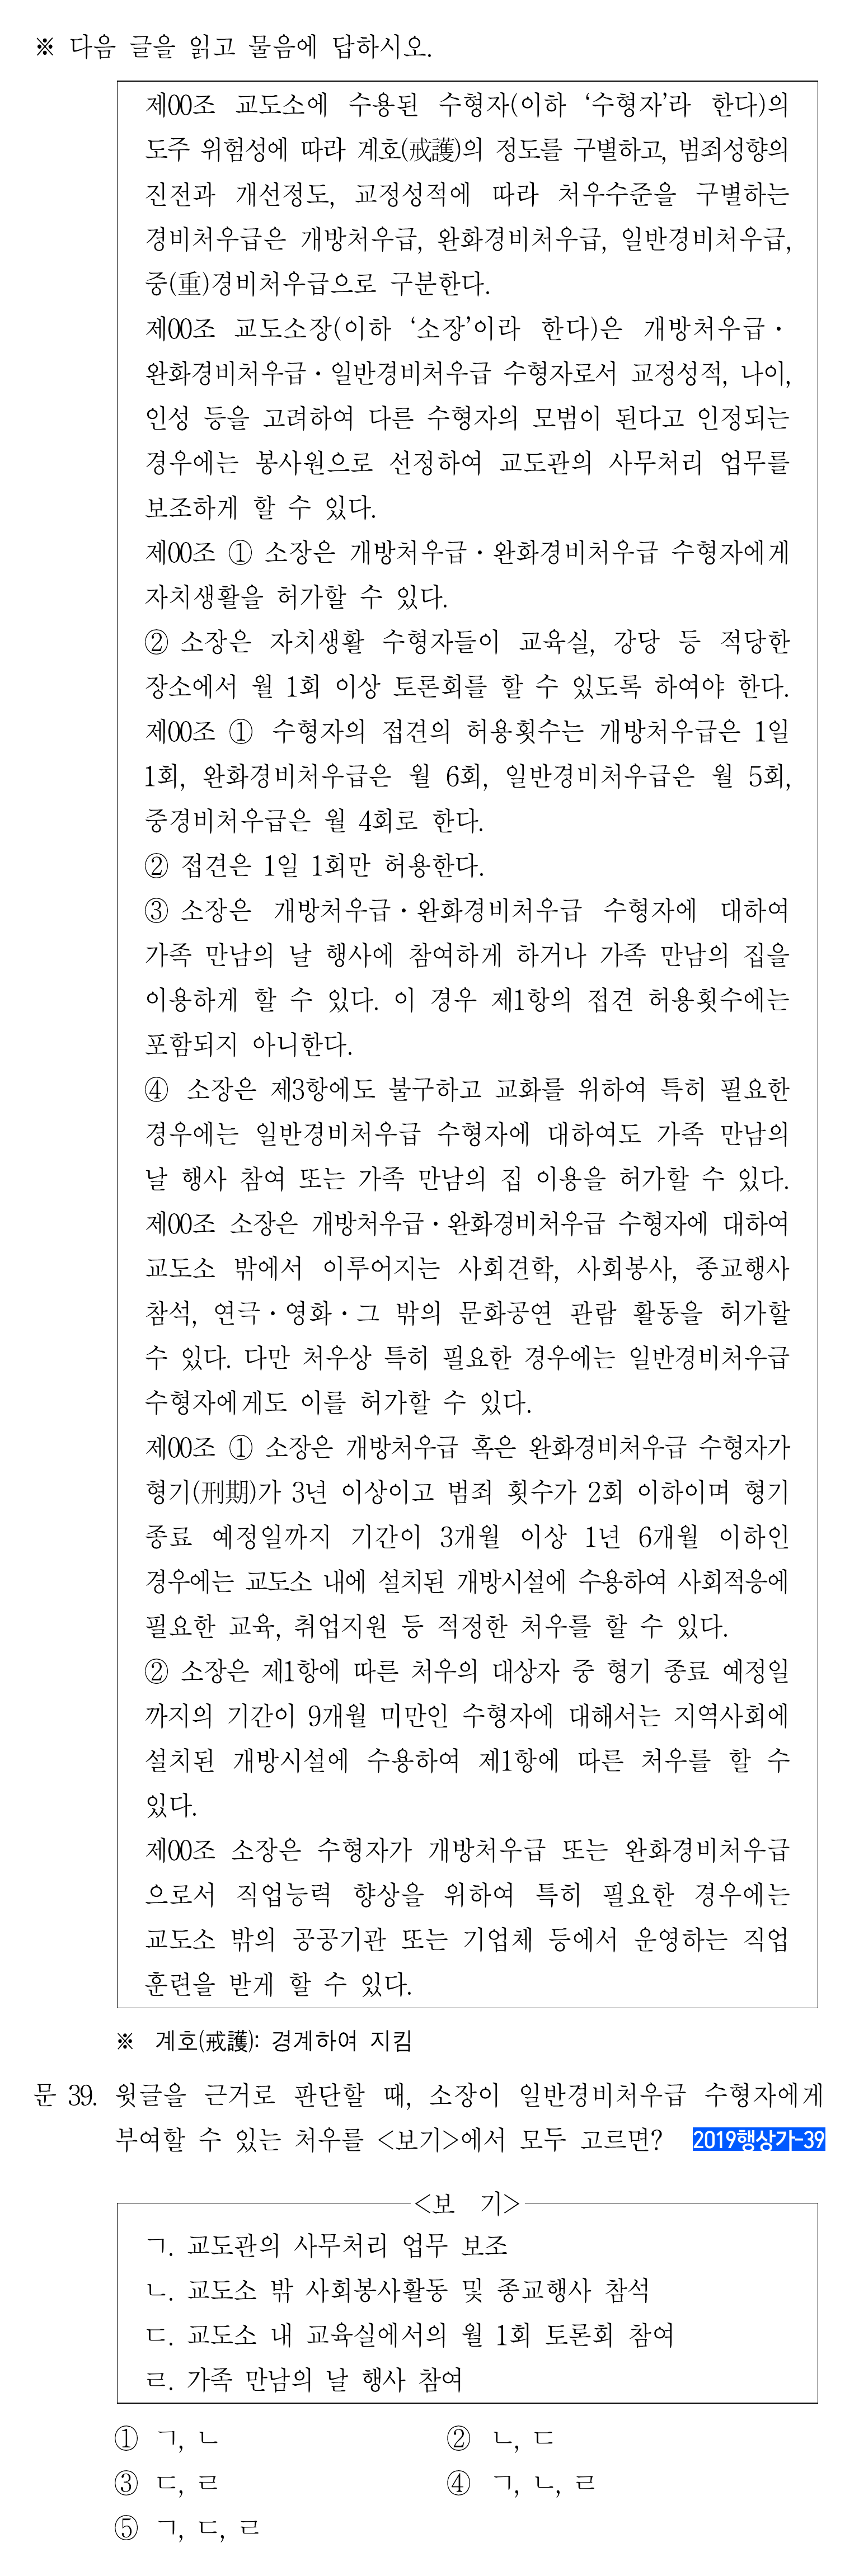 ※ 다음 글을 읽고 물음에 답하시오.
제00조 교도소에 수용된 수형자(이하 ‘수형자’라 한다)의
도주 위험성에 따라 계호(戒護)의 정도를 구별하고, 범죄성향의
진전과 개선정도, 교정성적에 따라 처우수준을 구별하는
경비처우급은 개방처우급, 완화경비처우급, 일반경비처우급,
중(重)경비처우급으로 구분한다.
제00조 교도소장(이하 ‘소장’이라 한다)은 개방처우급·
완화경비처우급·일반경비처우급 수형자로서 교정성적, 나이,
인성 등을 고려하여 다른 수형자의 모범이 된다고 인정되는
경우에는 봉사원으로 선정하여 교도관의 사무처리 업무를
보조하게 할 수 있다.
제00조 ① 소장은 개방처우급·완화경비처우급 수형자에게
자치생활을 허가할 수 있다.
② 소장은 자치생활 수형자들이 교육실, 강당 등 적당한
장소에서 월 1회 이상 토론회를 할 수 있도록 하여야 한다.
제00조 ① 수형자의 접견의 허용횟수는 개방처우급은 1일
1회, 완화경비처우급은 월 6회, 일반경비처우급은 월 5회,
중경비처우급은 월 4회로 한다.
② 접견은 1일 1회만 허용한다.
③ 소장은 개방처우급·완화경비처우급 수형자에 대하여
가족 만남의 날 행사에 참여하게 하거나 가족 만남의 집을
이용하게 할 수 있다. 이 경우 제1항의 접견 허용횟수에는
포함되지 아니한다.
④ 소장은 제3항에도 불구하고 교화를 위하여 특히 필요한
경우에는 일반경비처우급 수형자에 대하여도 가족 만남의
날 행사 참여 또는 가족 만남의 집 이용을 허가할 수 있다.
제00조 소장은 개방처우급·완화경비처우급 수형자에 대하여
교도소 밖에서 이루어지는 사회견학, 사회봉사, 종교행사
참석, 연극·영화·그 밖의 문화공연 관람 활동을 허가할
수 있다. 다만 처우상 특히 필요한 경우에는 일반경비처우급
수형자에게도 이를 허가할 수 있다.
제00조 ① 소장은 개방처우급 혹은 완화경비처우급 수형자가
형기(刑期)가 3년 이상이고 범죄 횟수가 2회 이하이며 형기
종료 예정일까지 기간이 3개월 이상 1년 6개월 이하인
경우에는 교도소 내에 설치된 개방시설에 수용하여 사회적응에
필요한 교육, 취업지원 등 적정한 처우를 할 수 있다.
② 소장은 제1항에 따른 처우의 대상자 중 형기 종료 예정일
까지의 기간이 9개월 미만인 수형자에 대해서는 지역사회에
설치된 개방시설에 수용하여 제1항에 따른 처우를 할 수
있다.
제00조 소장은 수형자가 개방처우급 또는 완화경비처우급
으로서 직업능력 향상을 위하여 특히 필요한 경우에는
교도소 밖의 공공기관 또는 기업체 등에서 운영하는 직업
훈련을 받게 할 수 있다.
※ 계호(戒護): 경계하여 지킴
문 39. 윗글을 근거로 판단할 때, 소장이 일반경비처우급 수형자에게
부여할 수 있는 처우를 <보기>에서 모두 고르면? 2019행상가-39
<보 기>
ㄱ. 교도관의 사무처리 업무 보조
ㄴ. 교도소 밖 사회봉사활동 및 종교행사 참석
ㄷ. 교도소 내 교육실에서의 월 1회 토론회 참여
ㄹ. 가족 만남의 날 행사 참여
① ㄱ, ㄴ ② ㄴ, ㄷ
③ ㄷ, ㄹ ④ ㄱ, ㄴ, ㄹ
⑤ ㄱ, ㄷ, ㄹ